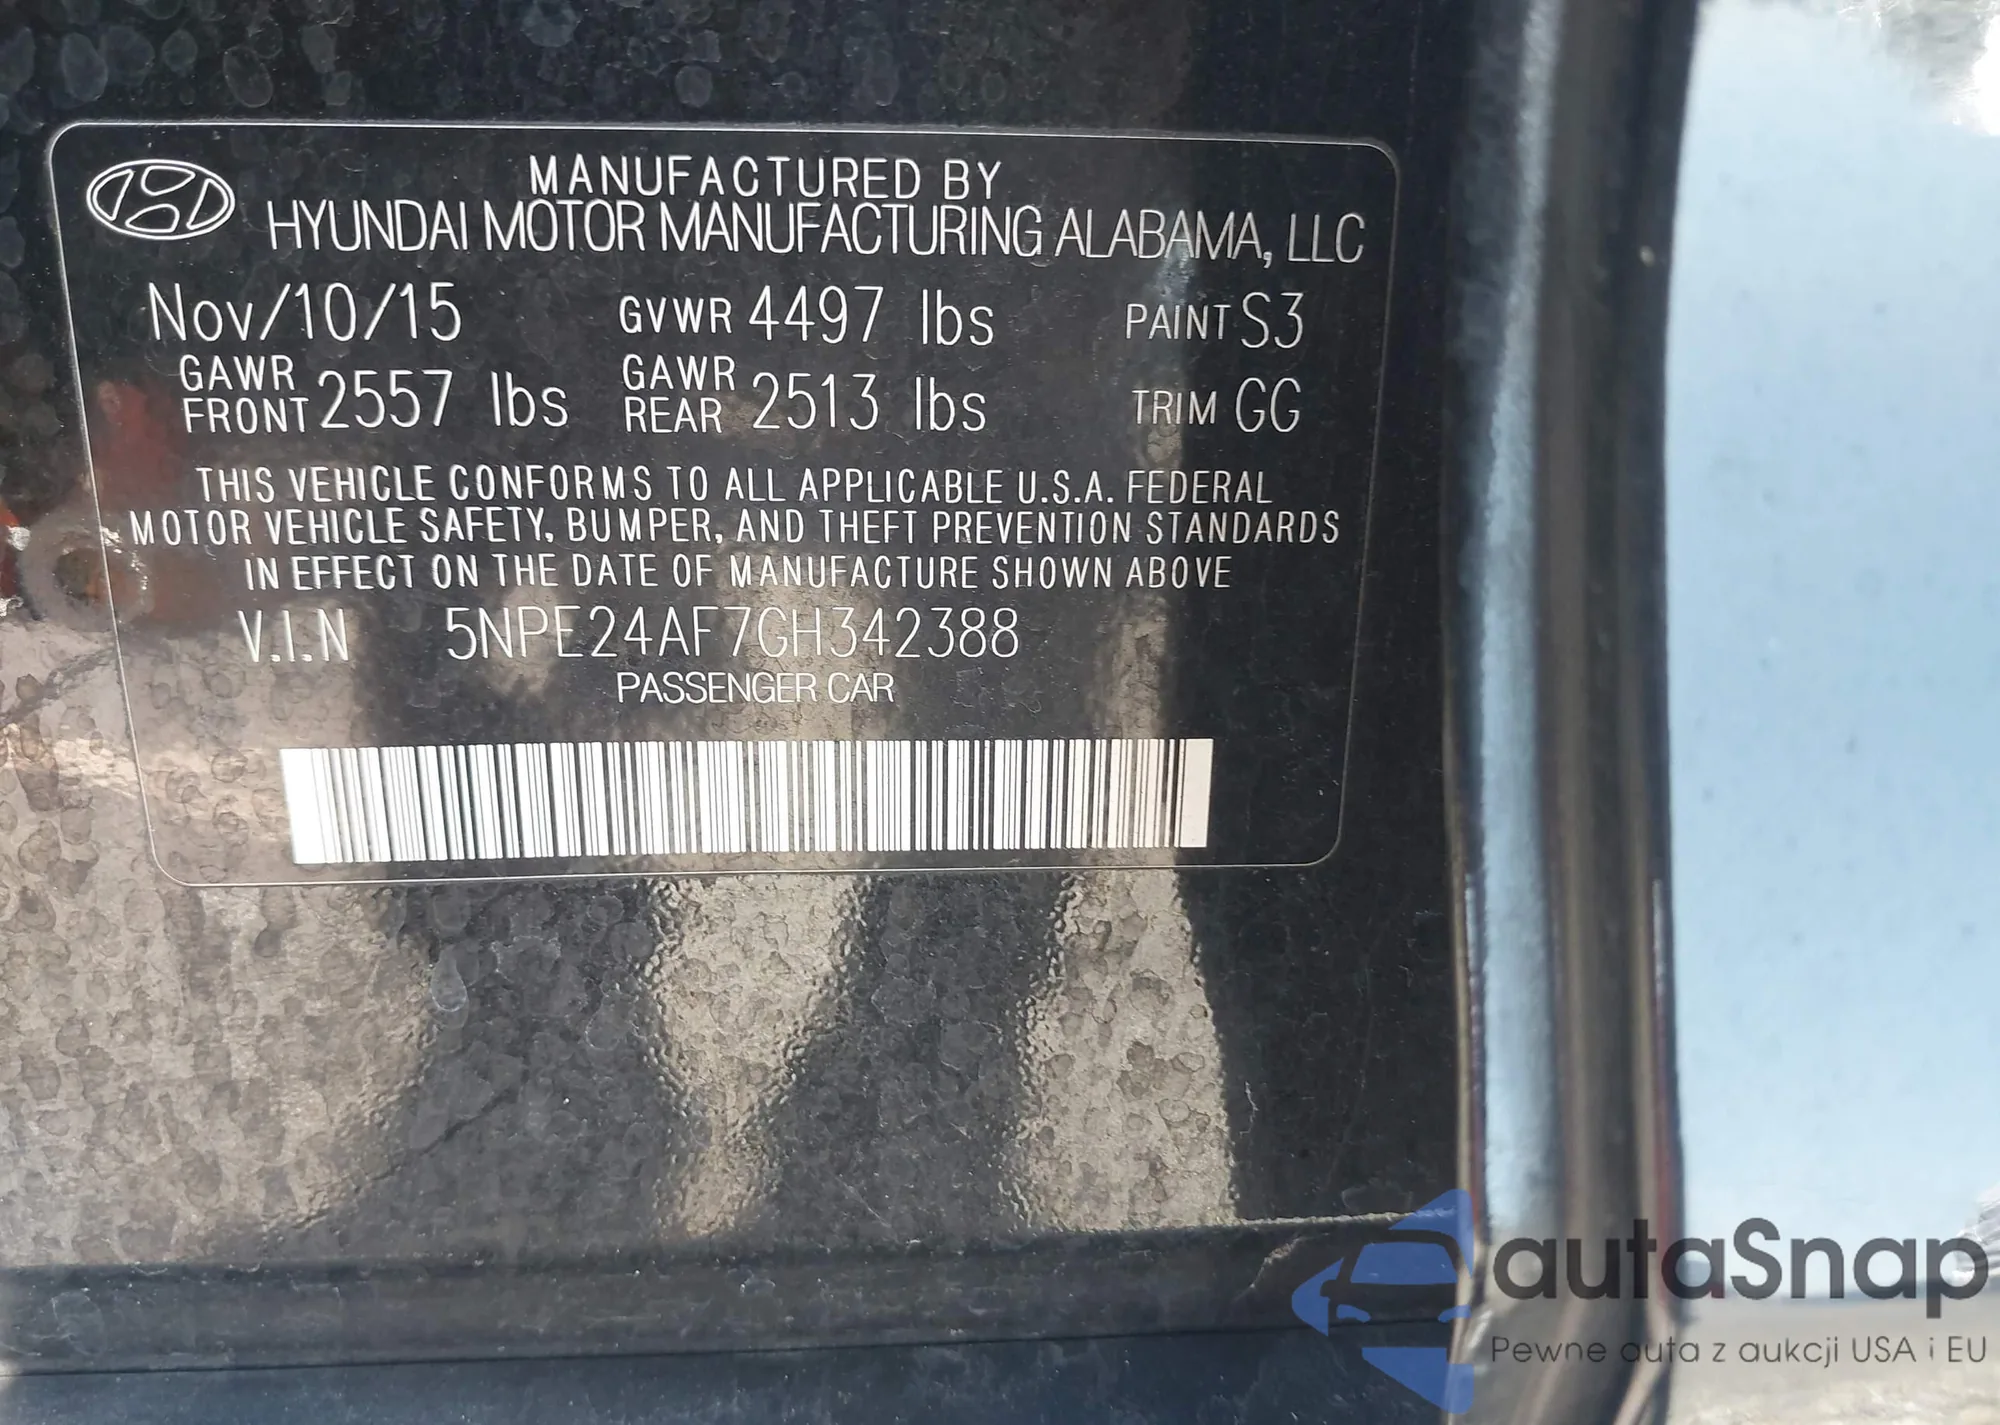 MANUFACTURED BY
HYUNDAI MOTOR MANUFACTURING ALABAMA, LLC
Nov/10/15 GVWR 4497 lbs PAINT S3
GAWR FRONT 2557 lbs GAWR REAR 2513 lbs TRIM GG
THIS VEHICLE CONFORMS TO ALL APPLICABLE U.S.A. FEDERAL
MOTOR VEHICLE SAFETY, BUMPER, AND THEFT PREVENTION STANDARDS
IN EFFECT ON THE DATE OF MANUFACTURE SHOWN ABOVE
V.I.N 5NPE24AF7GH342388
PASSENGER CAR
autaSnap
Pewne auta z aukcji USA i EU